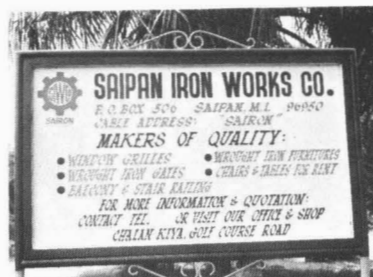 SAIPAN IRON WORKS CO.
SAIRON
P.O. BOX 506 SAIPAN, M.I. 96950
CABLE ADDRESS: "SAIRON"
MAKERS OF QUALITY:
• WINDOW GRILLES
• WROUGHT IRON GATES
• BALCONY & STAIR RAILING
• WROUGHT IRON FURNITURES
• CHAIRS & TABLES FOR RENT
FOR MORE INFORMATION & QUOTATION:
CONTACT TEL. OR VISIT OUR OFFICE & SHOP
CHALAN KIYA, GOLF COURSE ROAD